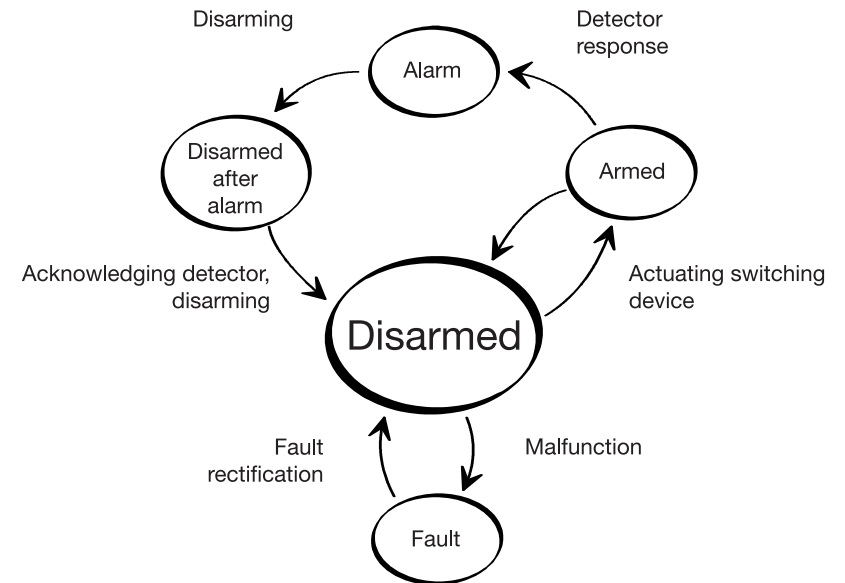 Disarming
Detector
response
Alarm
Disarmed
after
alarm
Armed
Acknowledging detector,
disarming
Actuating switching
device
Disarmed
Fault
rectification
Malfunction
Fault